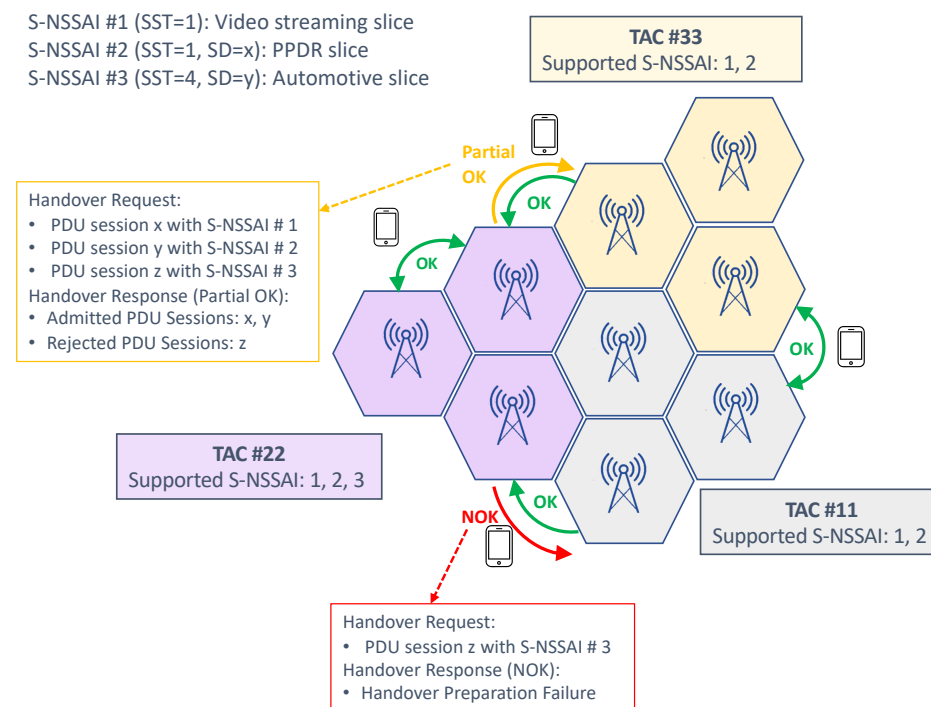 S-NSSAI #1 (SST=1): Video streaming slice
S-NSSAI #2 (SST=1, SD=x): PPDR slice
S-NSSAI #3 (SST=4, SD=y): Automotive slice
TAC #33
Supported S-NSSAI: 1, 2
Partial
OK
OK
Handover Request:
• PDU session x with S-NSSAI # 1
• PDU session y with S-NSSAI # 2
• PDU session z with S-NSSAI # 3
Handover Response (Partial OK):
• Admitted PDU Sessions: x, y
• Rejected PDU Sessions: z
OK
OK
TAC #22
Supported S-NSSAI: 1, 2, 3
OK
NOK
TAC #11
Supported S-NSSAI: 1, 2
Handover Request:
• PDU session z with S-NSSAI # 3
Handover Response (NOK):
• Handover Preparation Failure